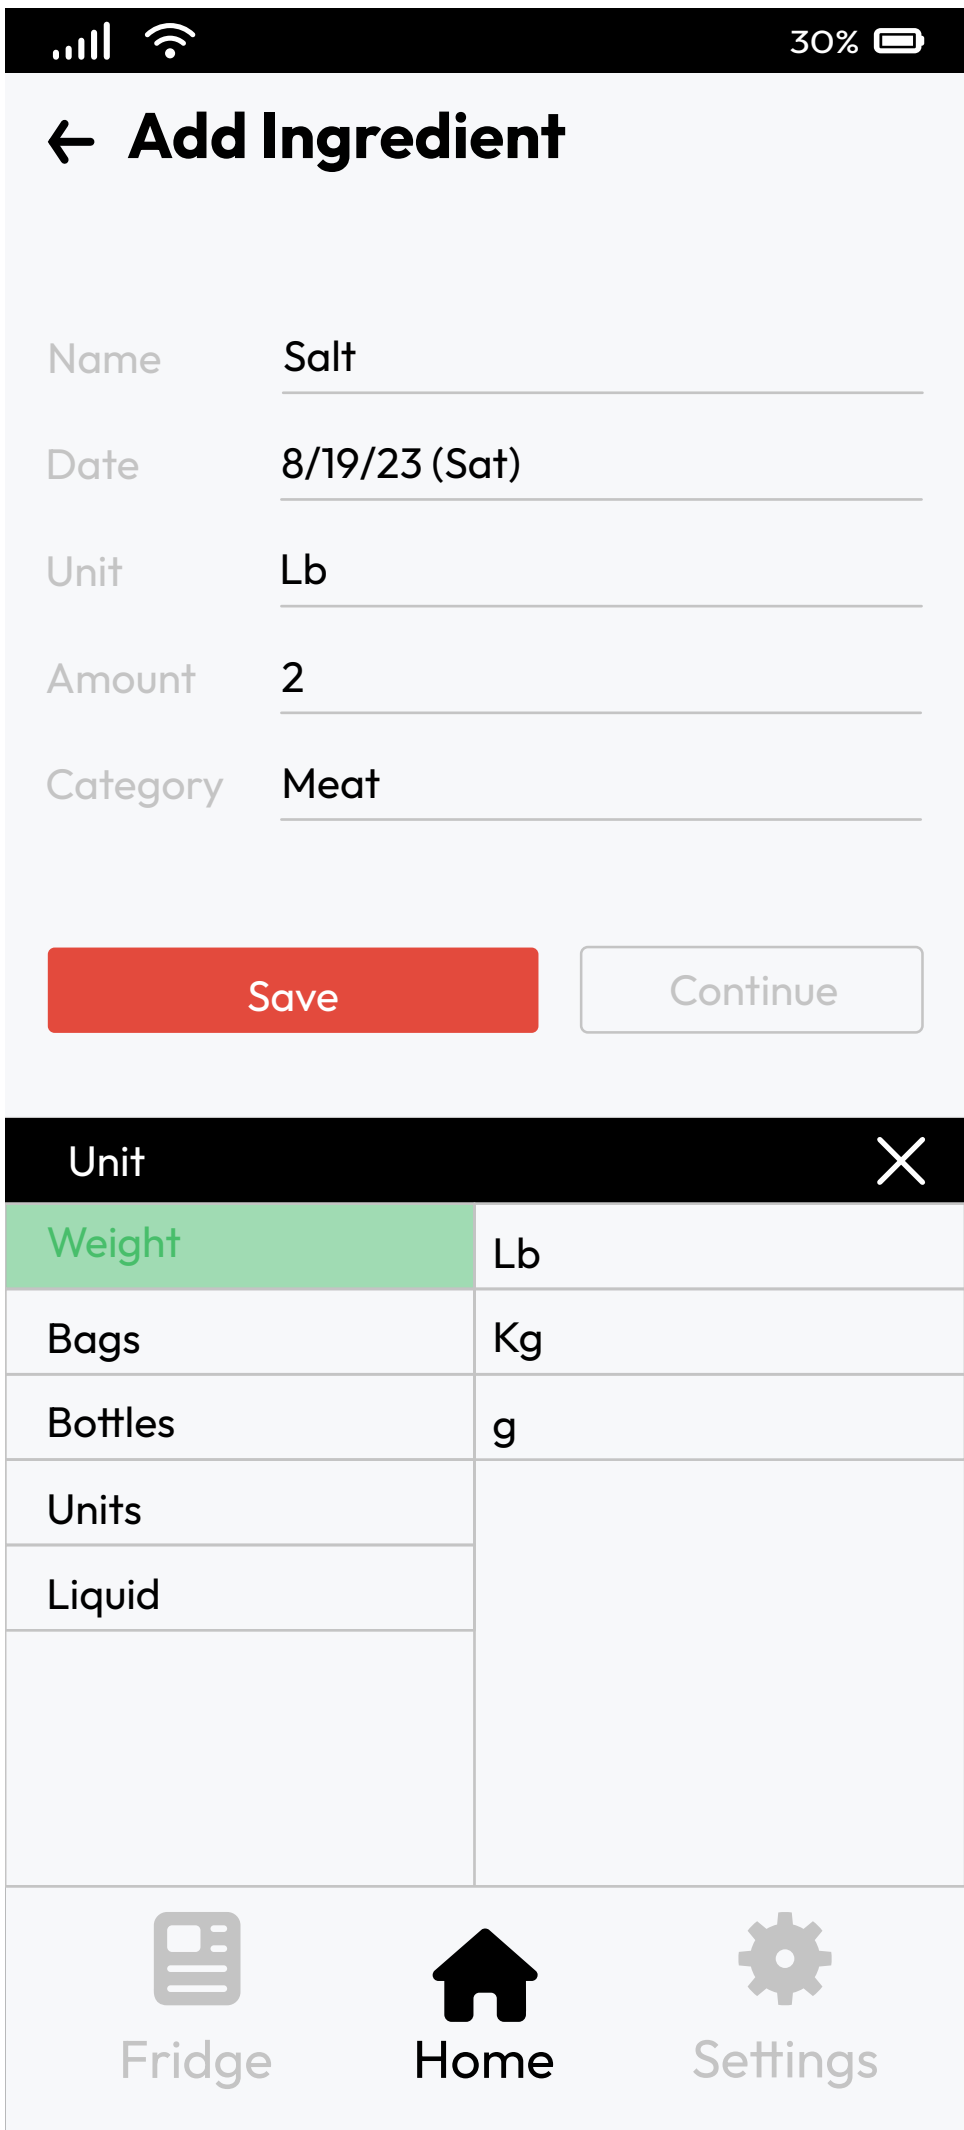 30%
Add Ingredient
Name Salt
Date 8/19/23 (Sat)
Unit Lb
Amount 2
Category Meat
Save Continue
Unit
Weight Lb
Bags Kg
Bottles g
Units
Liquid
Fridge Home Settings